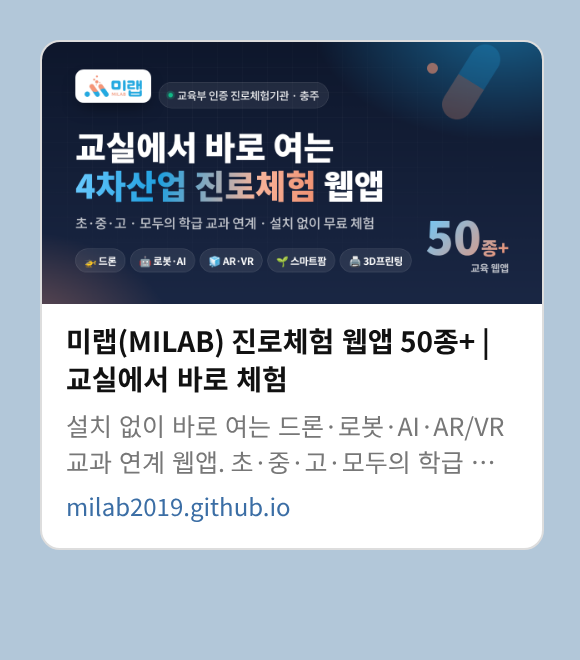 미랩
MILAB
교육부 인증 진로체험기관 · 충주
교실에서 바로 여는
4차산업 진로체험 웹앱
초·중·고 · 모두의 학급 교과 연계 · 설치 없이 무료 체험
드론
로봇·AI
AR·VR
스마트팜
3D프린팅
50종+
교육 웹앱
미랩(MILAB) 진로체험 웹앱 50종+ |
교실에서 바로 체험
설치 없이 바로 여는 드론·로봇·AI·AR/VR
교과 연계 웹앱. 초·중·고·모두의 학급 …
milab2019.github.io